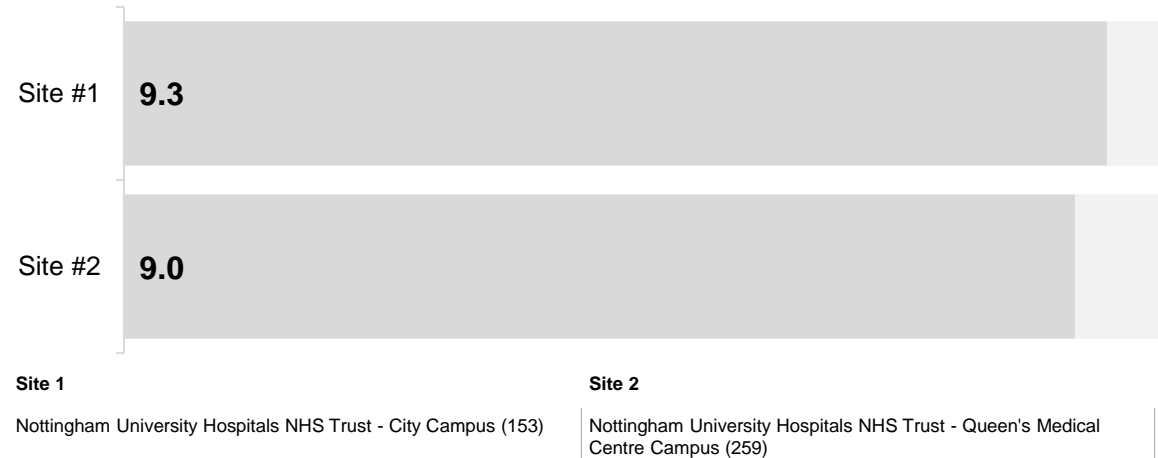 Site #1
9.3
Site #2
9.0
Site 1
Site 2
Nottingham University Hospitals NHS Trust - City Campus (153)
Nottingham University Hospitals NHS Trust - Queen's Medical
Centre Campus (259)